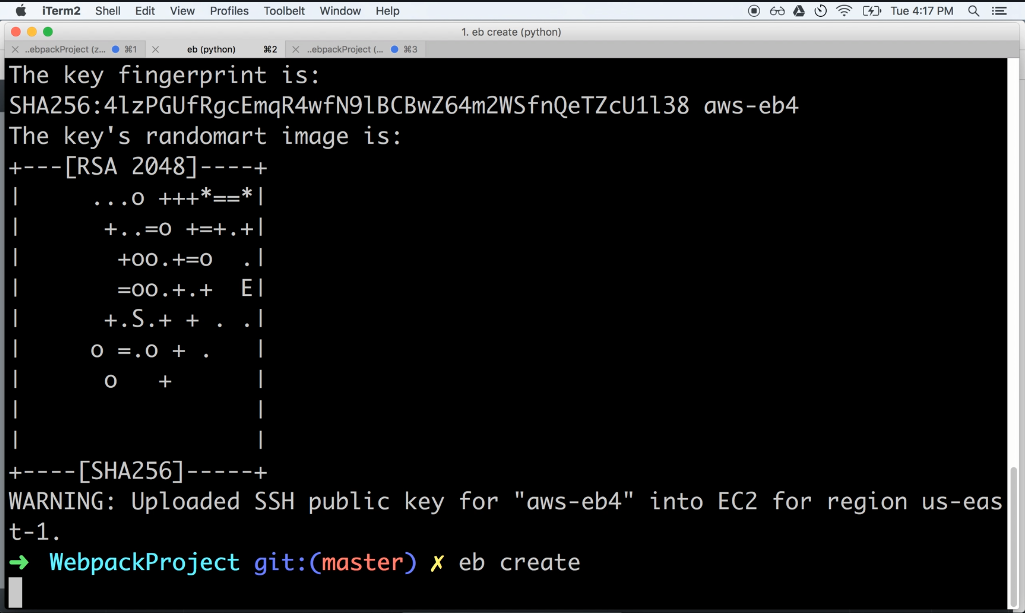 iTerm2 Shell Edit View Profiles Toolbelt Window Help Tue 4:17 PM
1. eb create (python)
..ebpackProject (z... ⌘1 eb (python) ⌘2 ..ebpackProject (... ⌘3
The key fingerprint is:
SHA256:4lzPGUfRgcEmqR4wfN9lBCBwZ64m2WSfnQeTZcU1l38 aws-eb4
The key's randomart image is:
+---[RSA 2048]----+
|      ...o +++*==*|
|       +..=o +=+.+|
|        +oo.+=o  .|
|        =oo.+.+  E|
|       +.S.+ + . .|
|      o =.o + .   |
|       o   +      |
|                  |
|                  |
+----[SHA256]-----+
WARNING: Uploaded SSH public key for "aws-eb4" into EC2 for region us-eas
t-1.
➜ WebpackProject git:(master) ✗ eb create